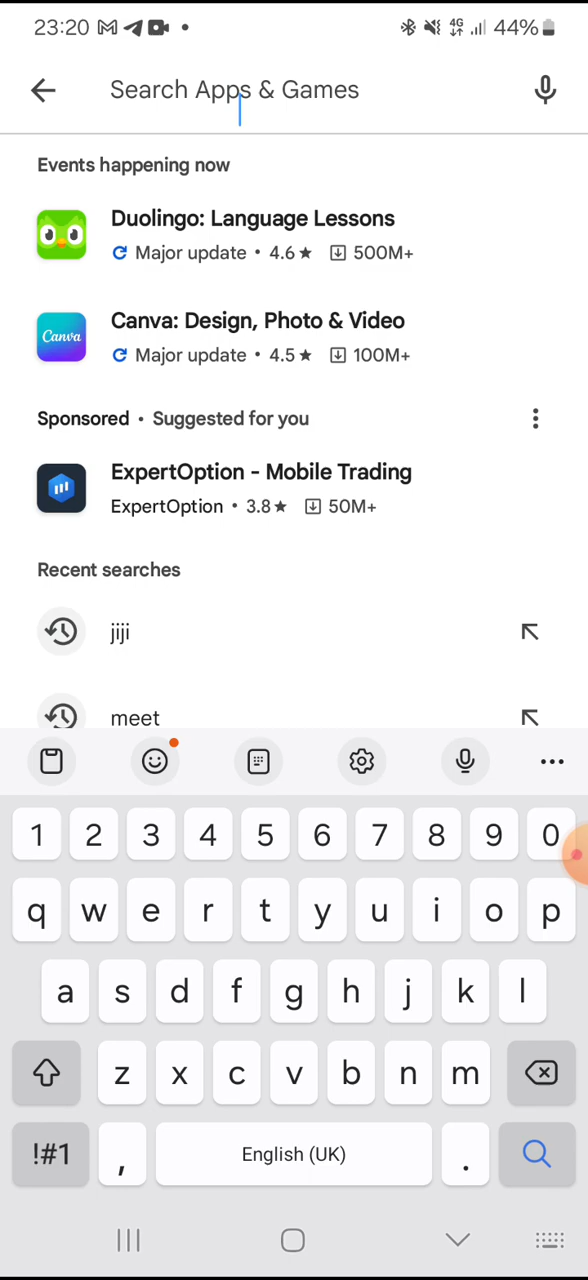 23:20 4G 44%
Search Apps & Games
Events happening now
Duolingo: Language Lessons
Major update • 4.6★ 500M+
Canva
Canva: Design, Photo & Video
Major update • 4.5★ 100M+
Sponsored • Suggested for you
ExpertOption - Mobile Trading
ExpertOption • 3.8★ 50M+
Recent searches
jiji
meet
1 2 3 4 5 6 7 8 9 0
q w e r t y u i o p
a s d f g h j k l
z x c v b n m
!#1 , English (UK) .